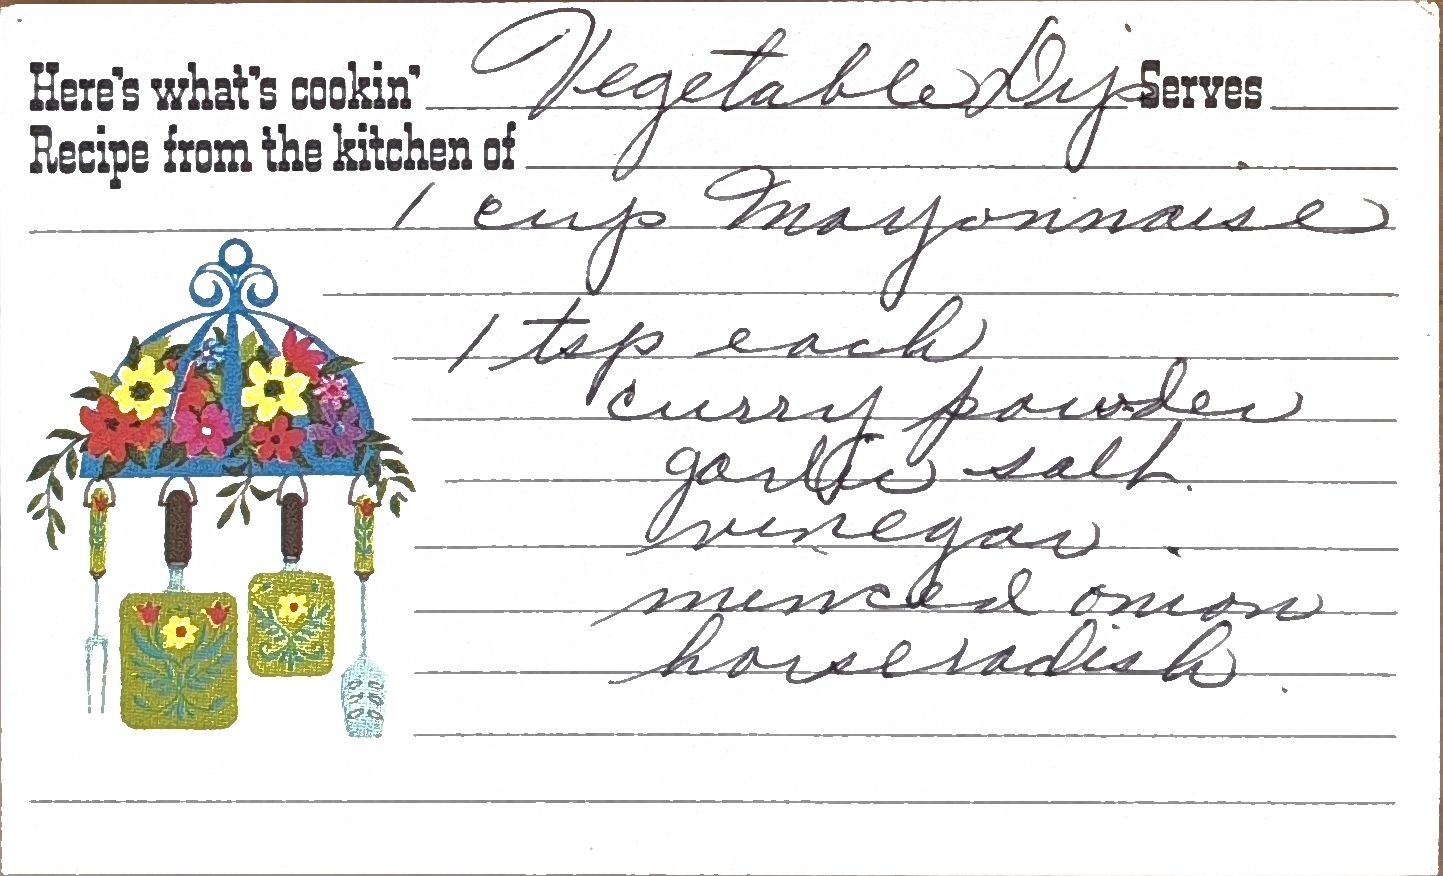 Here's what's cookin' Vegetable Dip Serves
Recipe from the kitchen of
1 cup Mayonnaise
1 tsp each
curry powder
garlic salt.
vinegar.
minced onion
horseradish.